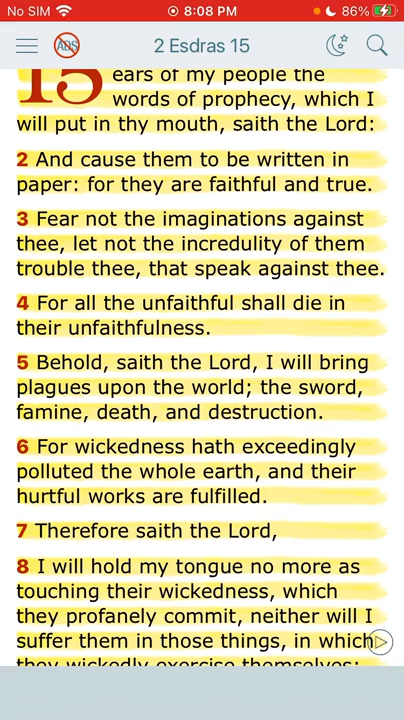 No SIM 8:08 PM 86%
ADS 2 Esdras 15
15 ears of my people the
words of prophecy, which I
will put in thy mouth, saith the Lord:
2 And cause them to be written in
paper: for they are faithful and true.
3 Fear not the imaginations against
thee, let not the incredulity of them
trouble thee, that speak against thee.
4 For all the unfaithful shall die in
their unfaithfulness.
5 Behold, saith the Lord, I will bring
plagues upon the world; the sword,
famine, death, and destruction.
6 For wickedness hath exceedingly
polluted the whole earth, and their
hurtful works are fulfilled.
7 Therefore saith the Lord,
8 I will hold my tongue no more as
touching their wickedness, which
they profanely commit, neither will I
suffer them in those things, in which
they wickedly exercise themselves: